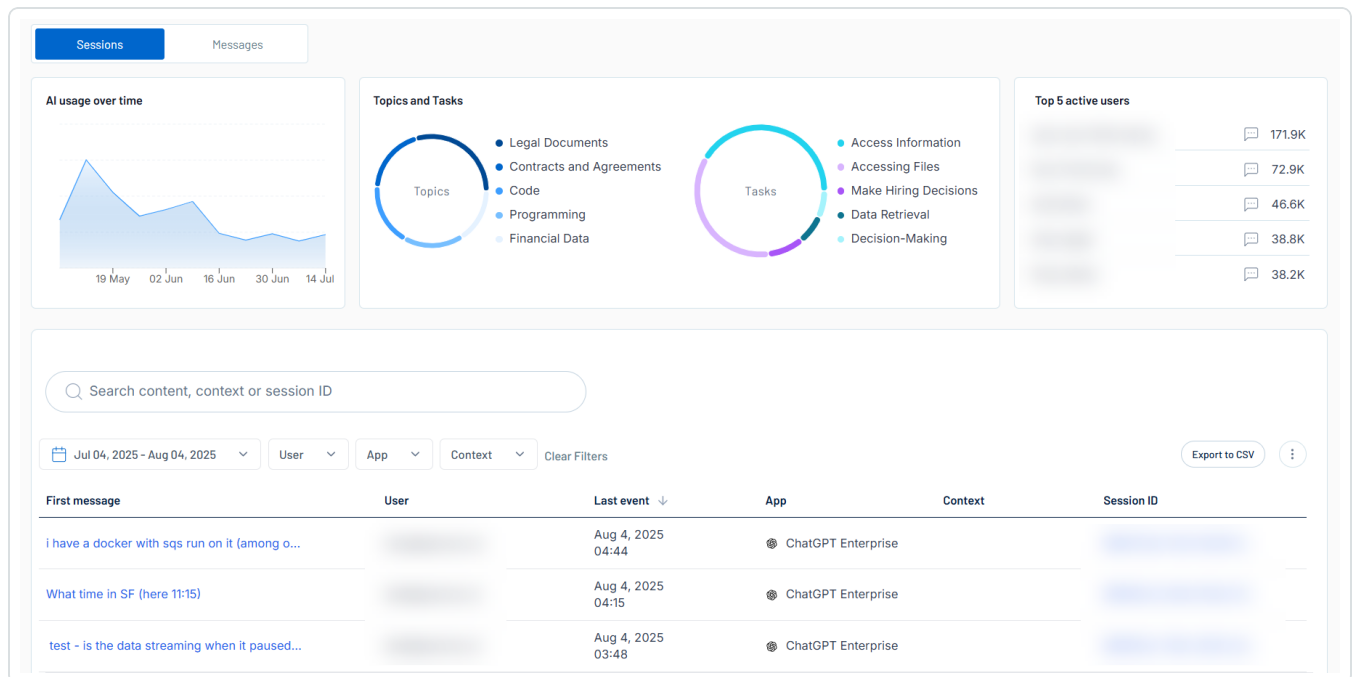 Sessions
Messages
AI usage over time
19 May
02 Jun
16 Jun
30 Jun
14 Jul
Topics and Tasks
Topics
Legal Documents
Contracts and Agreements
Code
Programming
Financial Data
Tasks
Access Information
Accessing Files
Make Hiring Decisions
Data Retrieval
Decision-Making
Top 5 active users
171.9K
72.9K
46.6K
38.8K
38.2K
Search content, context or session ID
Jul 04, 2025 - Aug 04, 2025
User
App
Context
Clear Filters
Export to CSV
First message
User
Last event
App
Context
Session ID
i have a docker with sqs run on it (among o...
Aug 4, 2025
04:44
ChatGPT Enterprise
What time in SF (here 11:15)
Aug 4, 2025
04:15
ChatGPT Enterprise
test - is the data streaming when it paused...
Aug 4, 2025
03:48
ChatGPT Enterprise